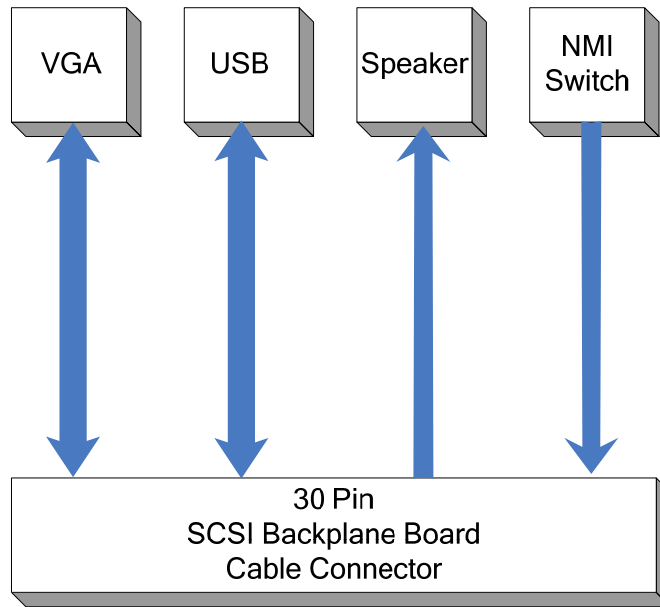 VGA
USB
Speaker
NMI
Switch
30 Pin
SCSI Backplane Board
Cable Connector